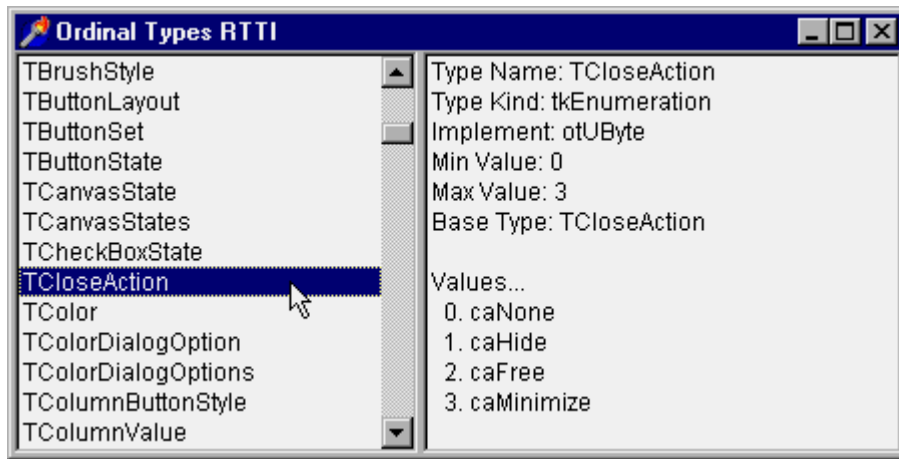 Ordinal Types RTTI
TBrushStyle
TButtonLayout
TButtonSet
TButtonState
TCanvasState
TCanvasStates
TCheckBoxState
TCloseAction
TColor
TColorDialogOption
TColorDialogOptions
TColumnButtonStyle
TColumnValue
Type Name: TCloseAction
Type Kind: tkEnumeration
Implement: otUByte
Min Value: 0
Max Value: 3
Base Type: TCloseAction
Values...
0. caNone
1. caHide
2. caFree
3. caMinimize